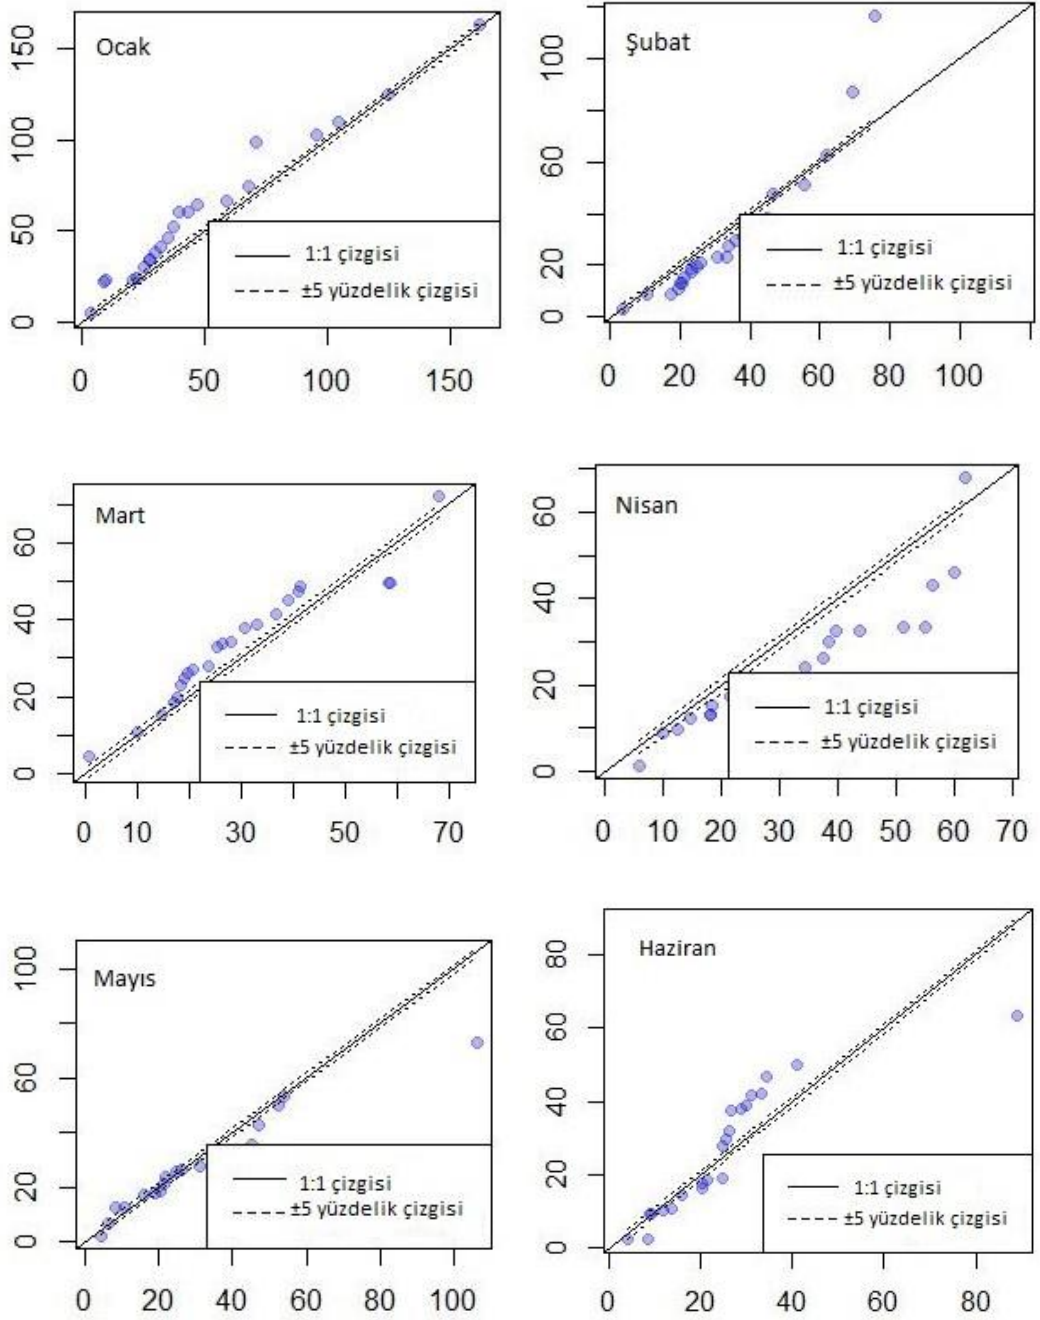 Ocak
150
100
50
0
1:1 çizgisi
±5 yüzdelik çizgisi
0 50 100 150
Şubat
100
60
20
0
1:1 çizgisi
±5 yüzdelik çizgisi
0 20 40 60 80 100
Mart
60
40
20
0
1:1 çizgisi
±5 yüzdelik çizgisi
0 10 30 50 70
Nisan
60
40
20
0
1:1 çizgisi
±5 yüzdelik çizgisi
0 10 20 30 40 50 60 70
Mayıs
100
60
20
0
1:1 çizgisi
±5 yüzdelik çizgisi
0 20 40 60 80 100
Haziran
80
60
40
20
0
1:1 çizgisi
±5 yüzdelik çizgisi
0 20 40 60 80